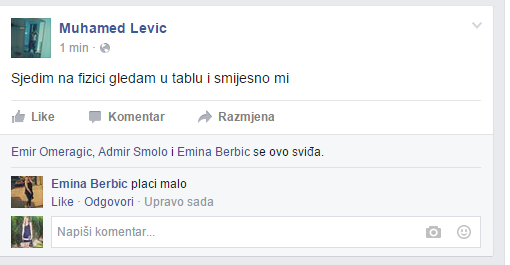 Muhamed Levic
1 min ·
Sjedim na fizici gledam u tablu i smijesno mi
Like Komentar Razmjena
Emir Omeragic, Admir Smolo i Emina Berbic se ovo sviđa.
Emina Berbic placi malo
Like · Odgovori · Upravo sada
Napiši komentar...